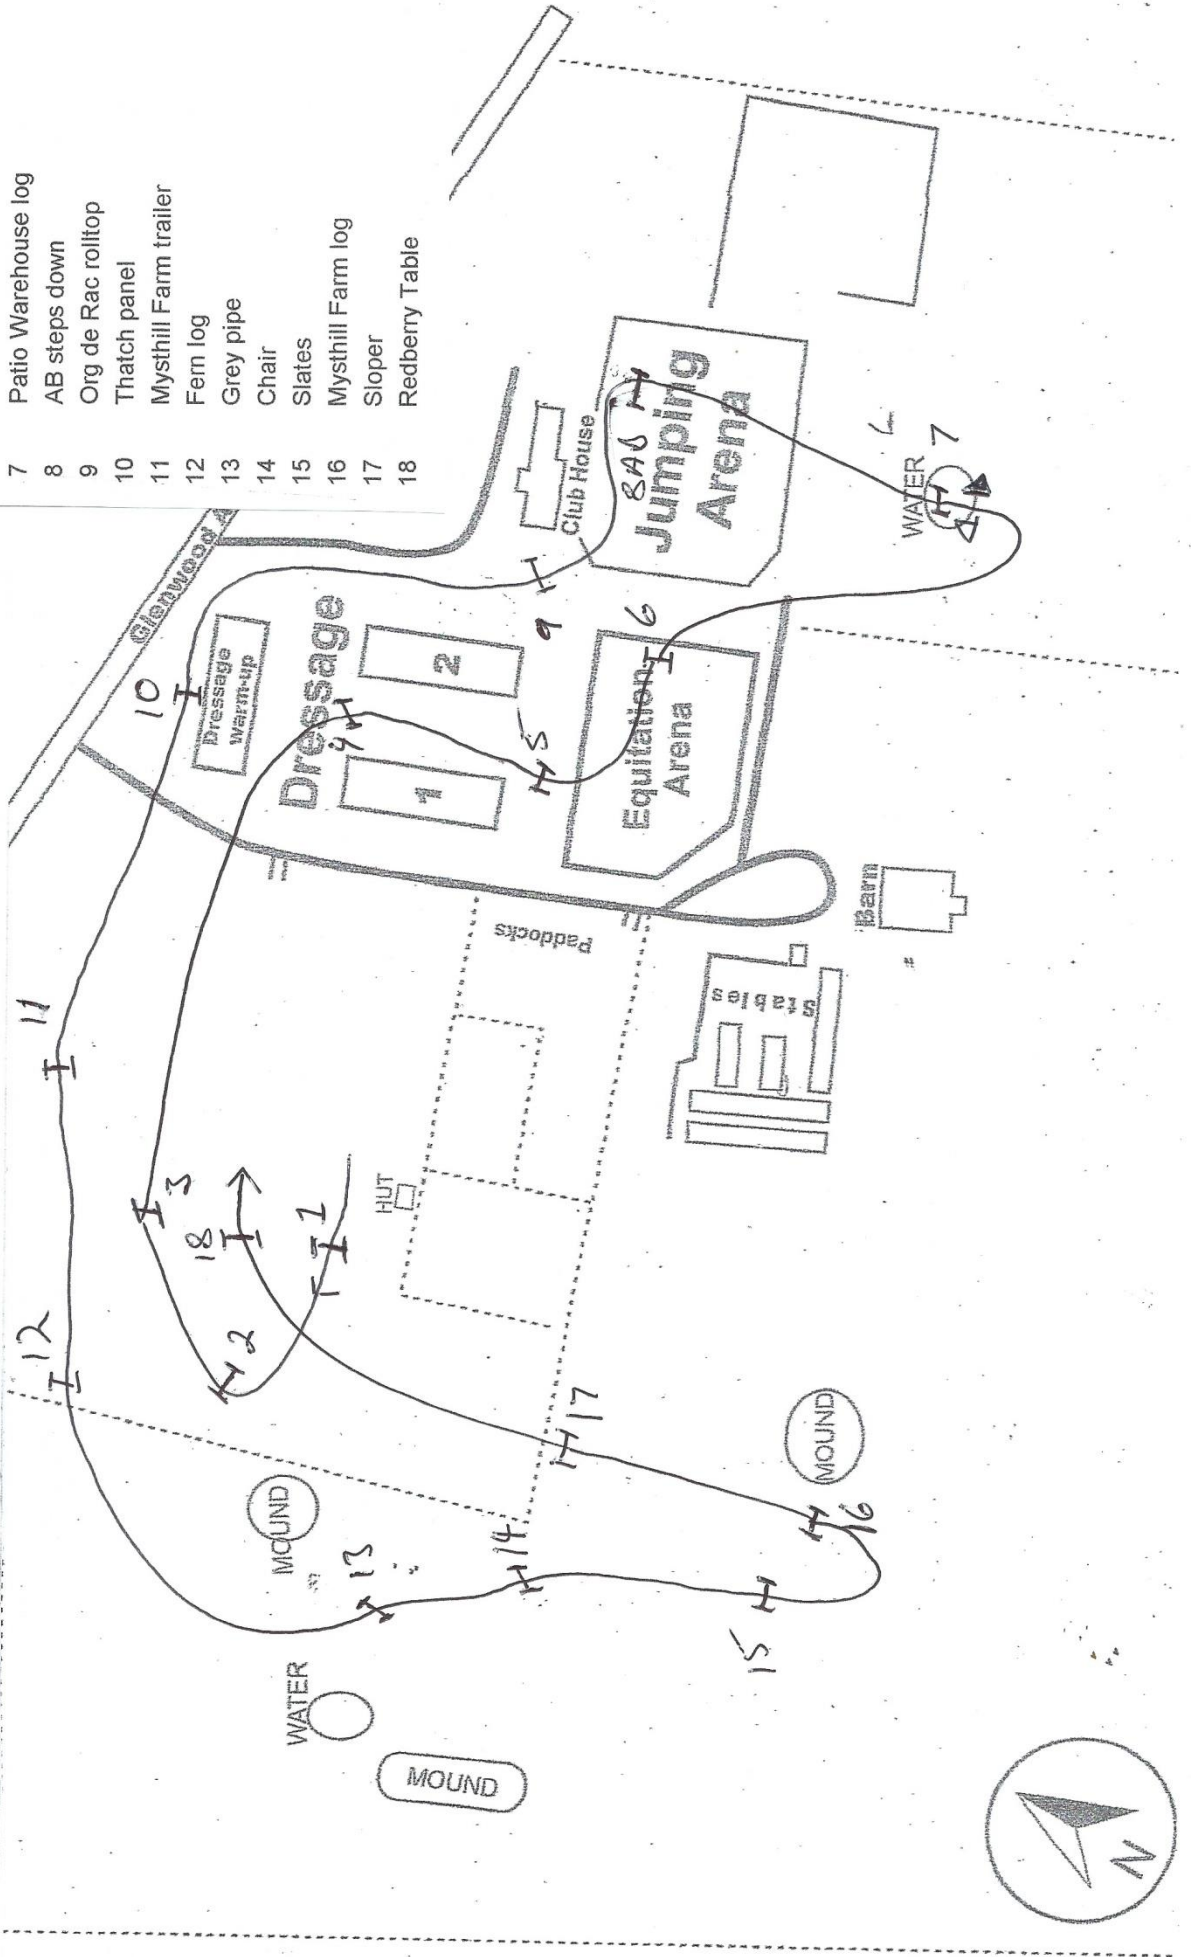 7 Patio Warehouse log
8 AB steps down
9 Org de Rac rolltop
10 Thatch panel
11 Mysthill Farm trailer
12 Fern log
13 Grey pipe
14 Chair
15 Slates
16 Mysthill Farm log
17 Sloper
18 Redberry Table
Glenwood
10
Dressage
warm-up
Dressage
1
2
4
5
9
Club House
8AB
Jumping
Arena
Equitation
Arena
6
WATER
7
11
12
3
18
1
2
HUT
Paddocks
Stables
Barn
MOUND
13
14
17
MOUND
16
15
WATER
MOUND
N